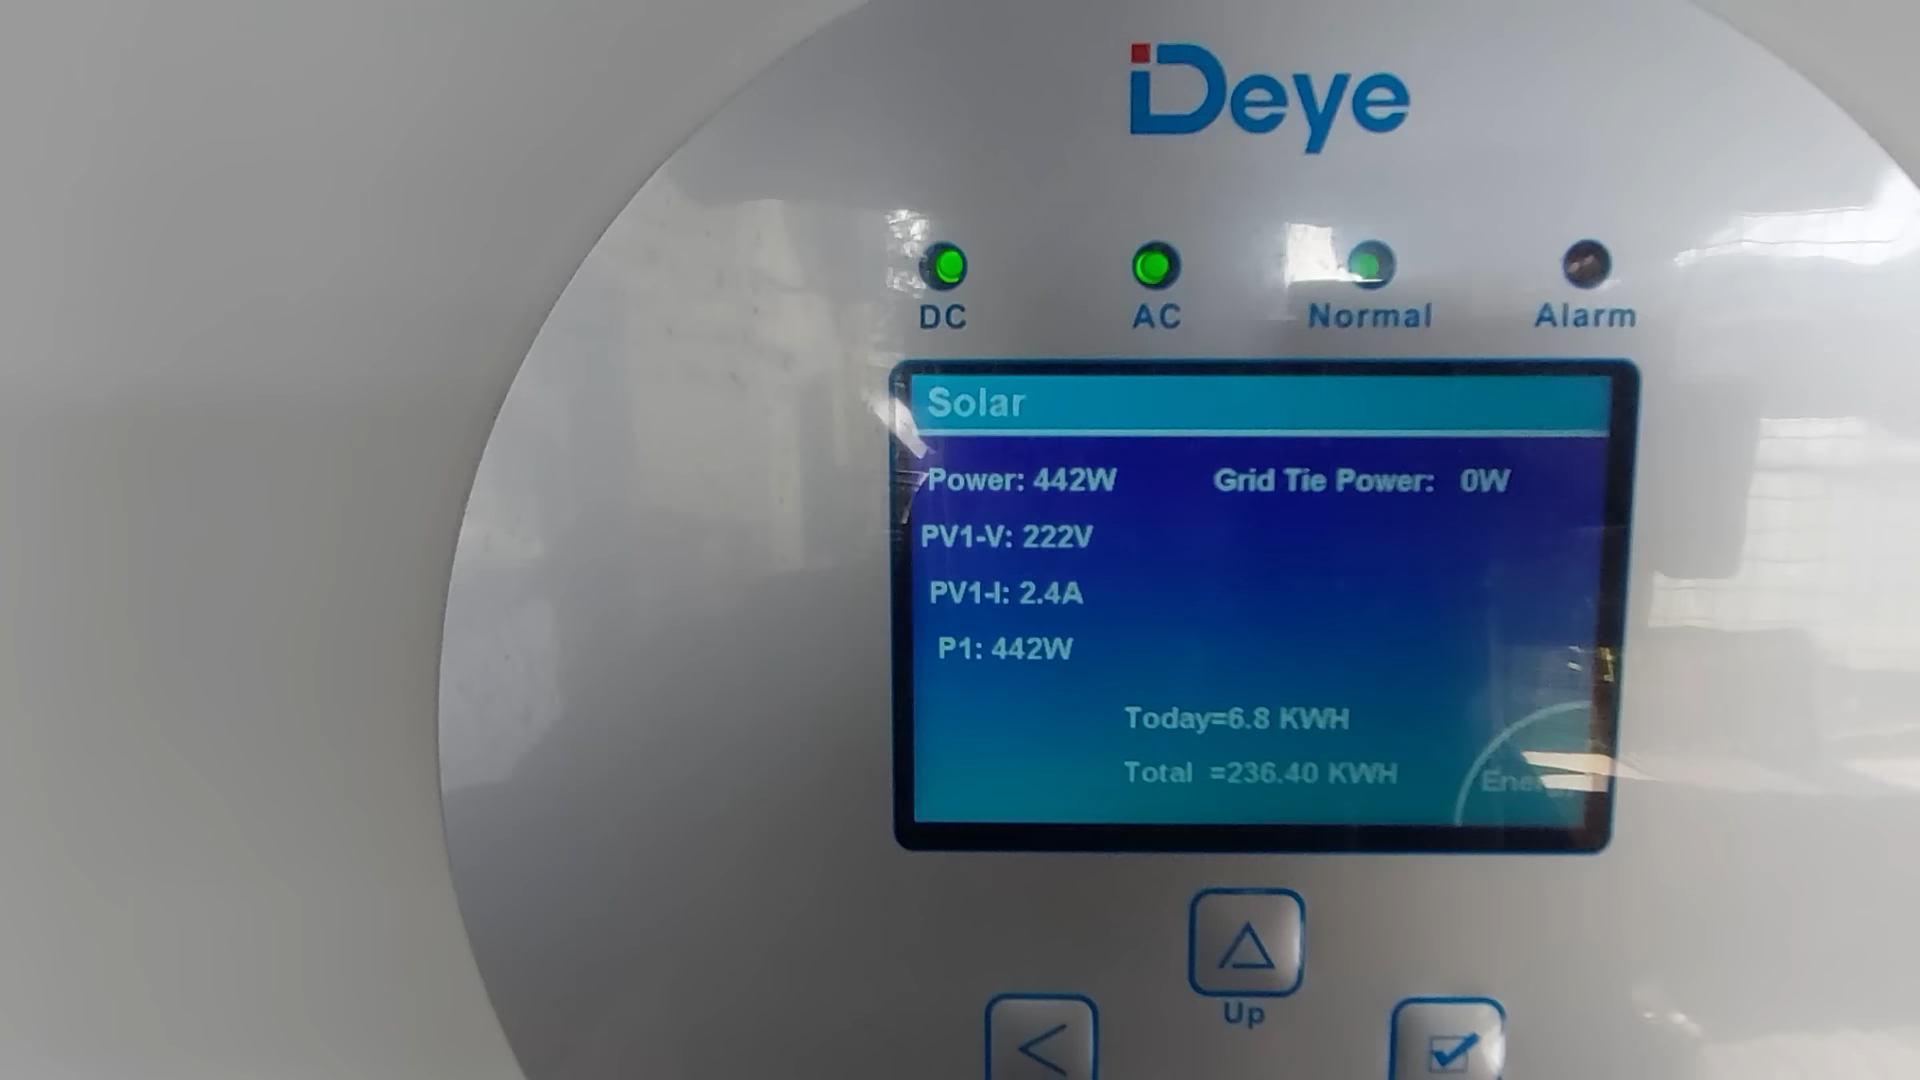 Deye
DC AC Normal Alarm
Solar
Power: 442W Grid Tie Power: 0W
PV1-V: 222V
PV1-I: 2.4A
P1: 442W
Today=6.8 KWH
Total =236.40 KWH
Energy
Up